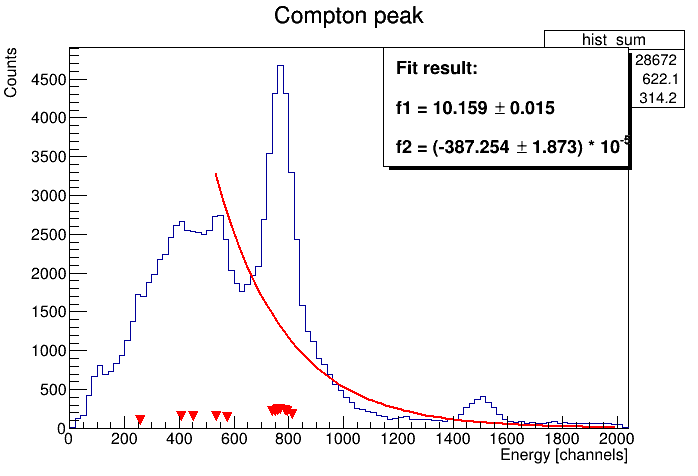 Compton peak
hist_sum
28672
622.1
314.2
Fit result:
f1 = 10.159 ± 0.015
f2 = (-387.254 ± 1.873) * 10^-5
Counts
4500
4000
3500
3000
2500
2000
1500
1000
500
0
0 200 400 600 800 1000 1200 1400 1600 1800 2000
Energy [channels]